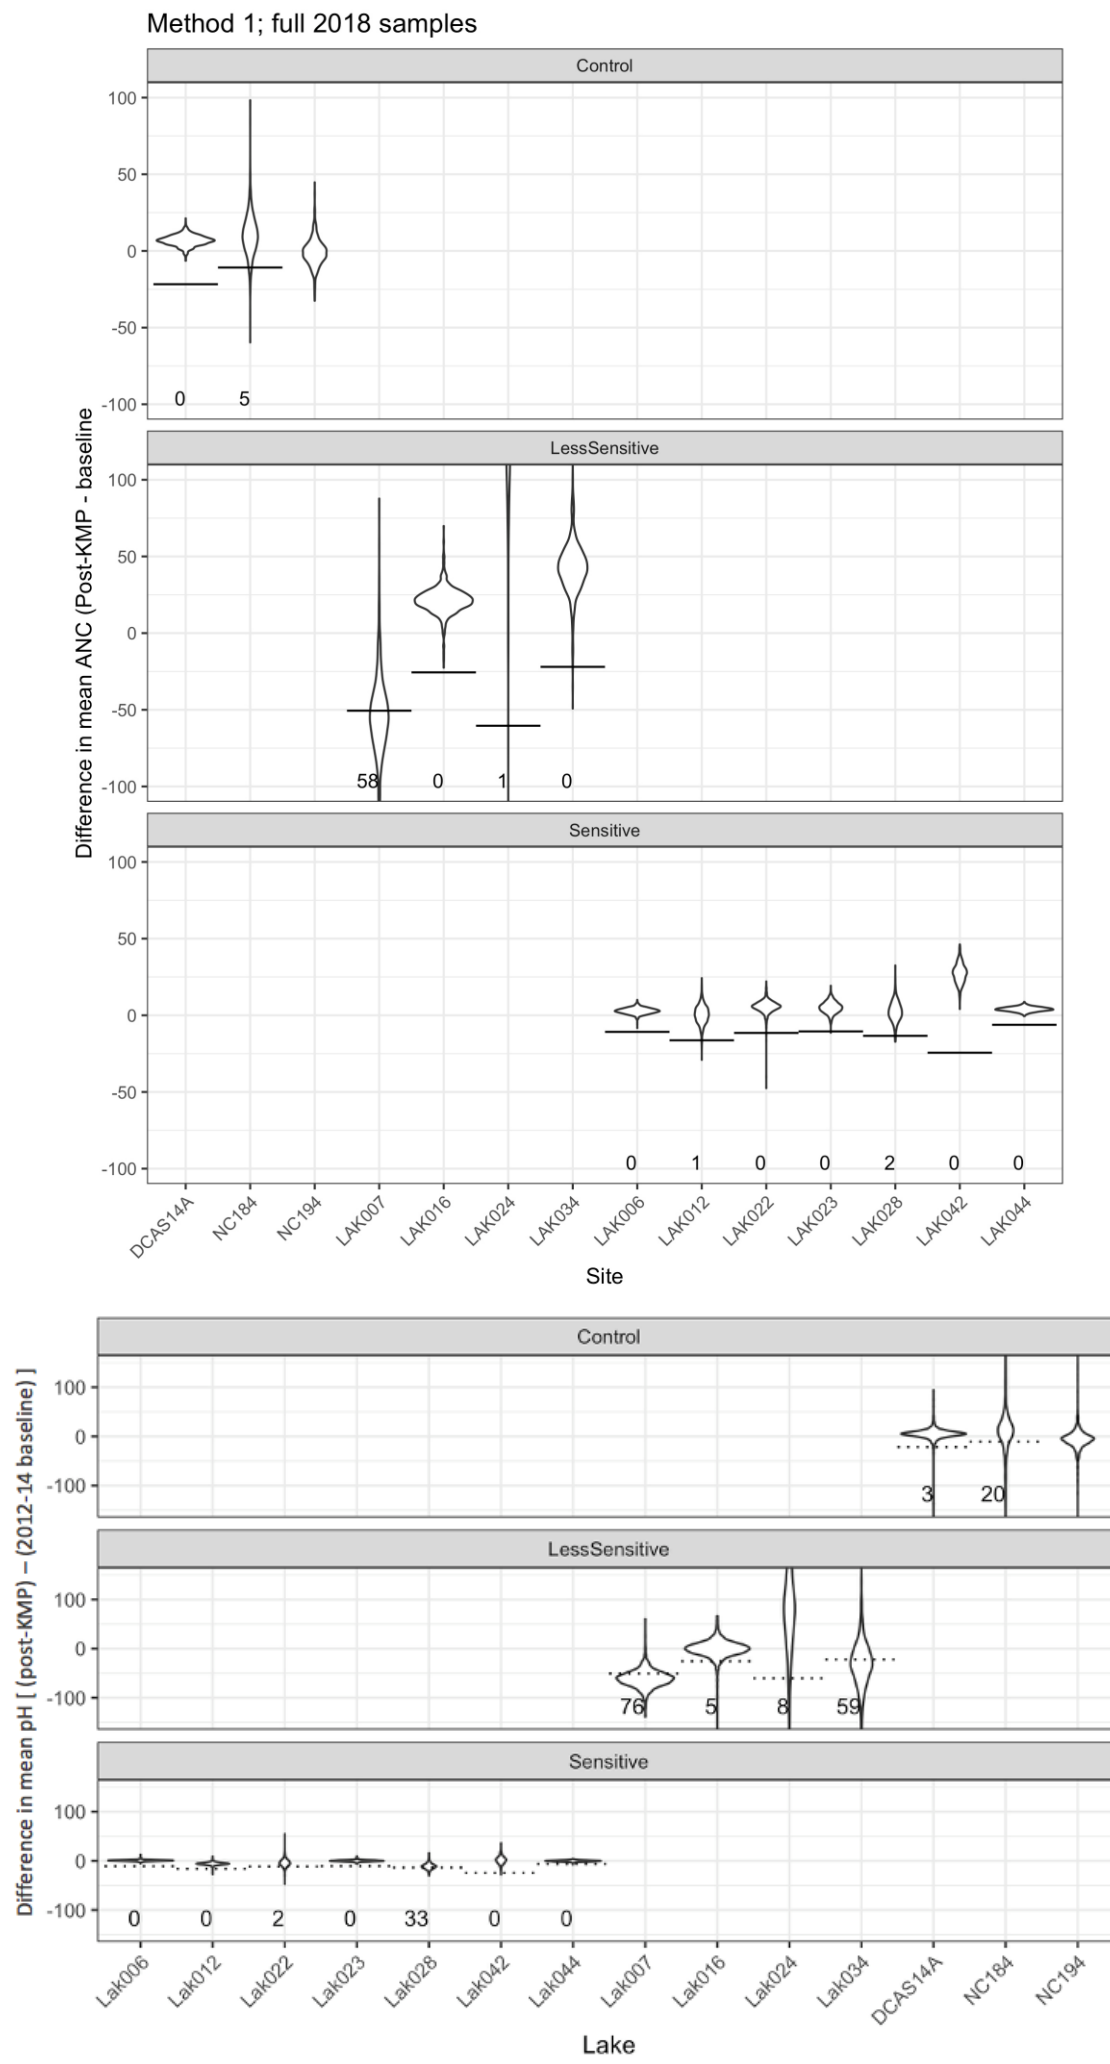 Method 1; full 2018 samples
Control
100
50
0
-50
-100
0 5
LessSensitive
100
50
0
-50
-100
58 0 1 0
Sensitive
100
50
0
-50
-100
0 1 0 0 2 0 0
Difference in mean ANC (Post-KMP - baseline
DCAS14A NC184 NC194 LAK007 LAK016 LAK024 LAK034 LAK006 LAK012 LAK022 LAK023 LAK028 LAK042 LAK044
Site
Control
100
0
-100
3 20
LessSensitive
100
0
-100
76 5 8 59
Sensitive
100
0
-100
0 0 2 0 33 0 0
Difference in mean pH [ (post-KMP) – (2012-14 baseline) ]
Lak006 Lak012 Lak022 Lak023 Lak028 Lak042 Lak044 Lak007 Lak016 Lak024 Lak034 DCAS14A NC184 NC194
Lake